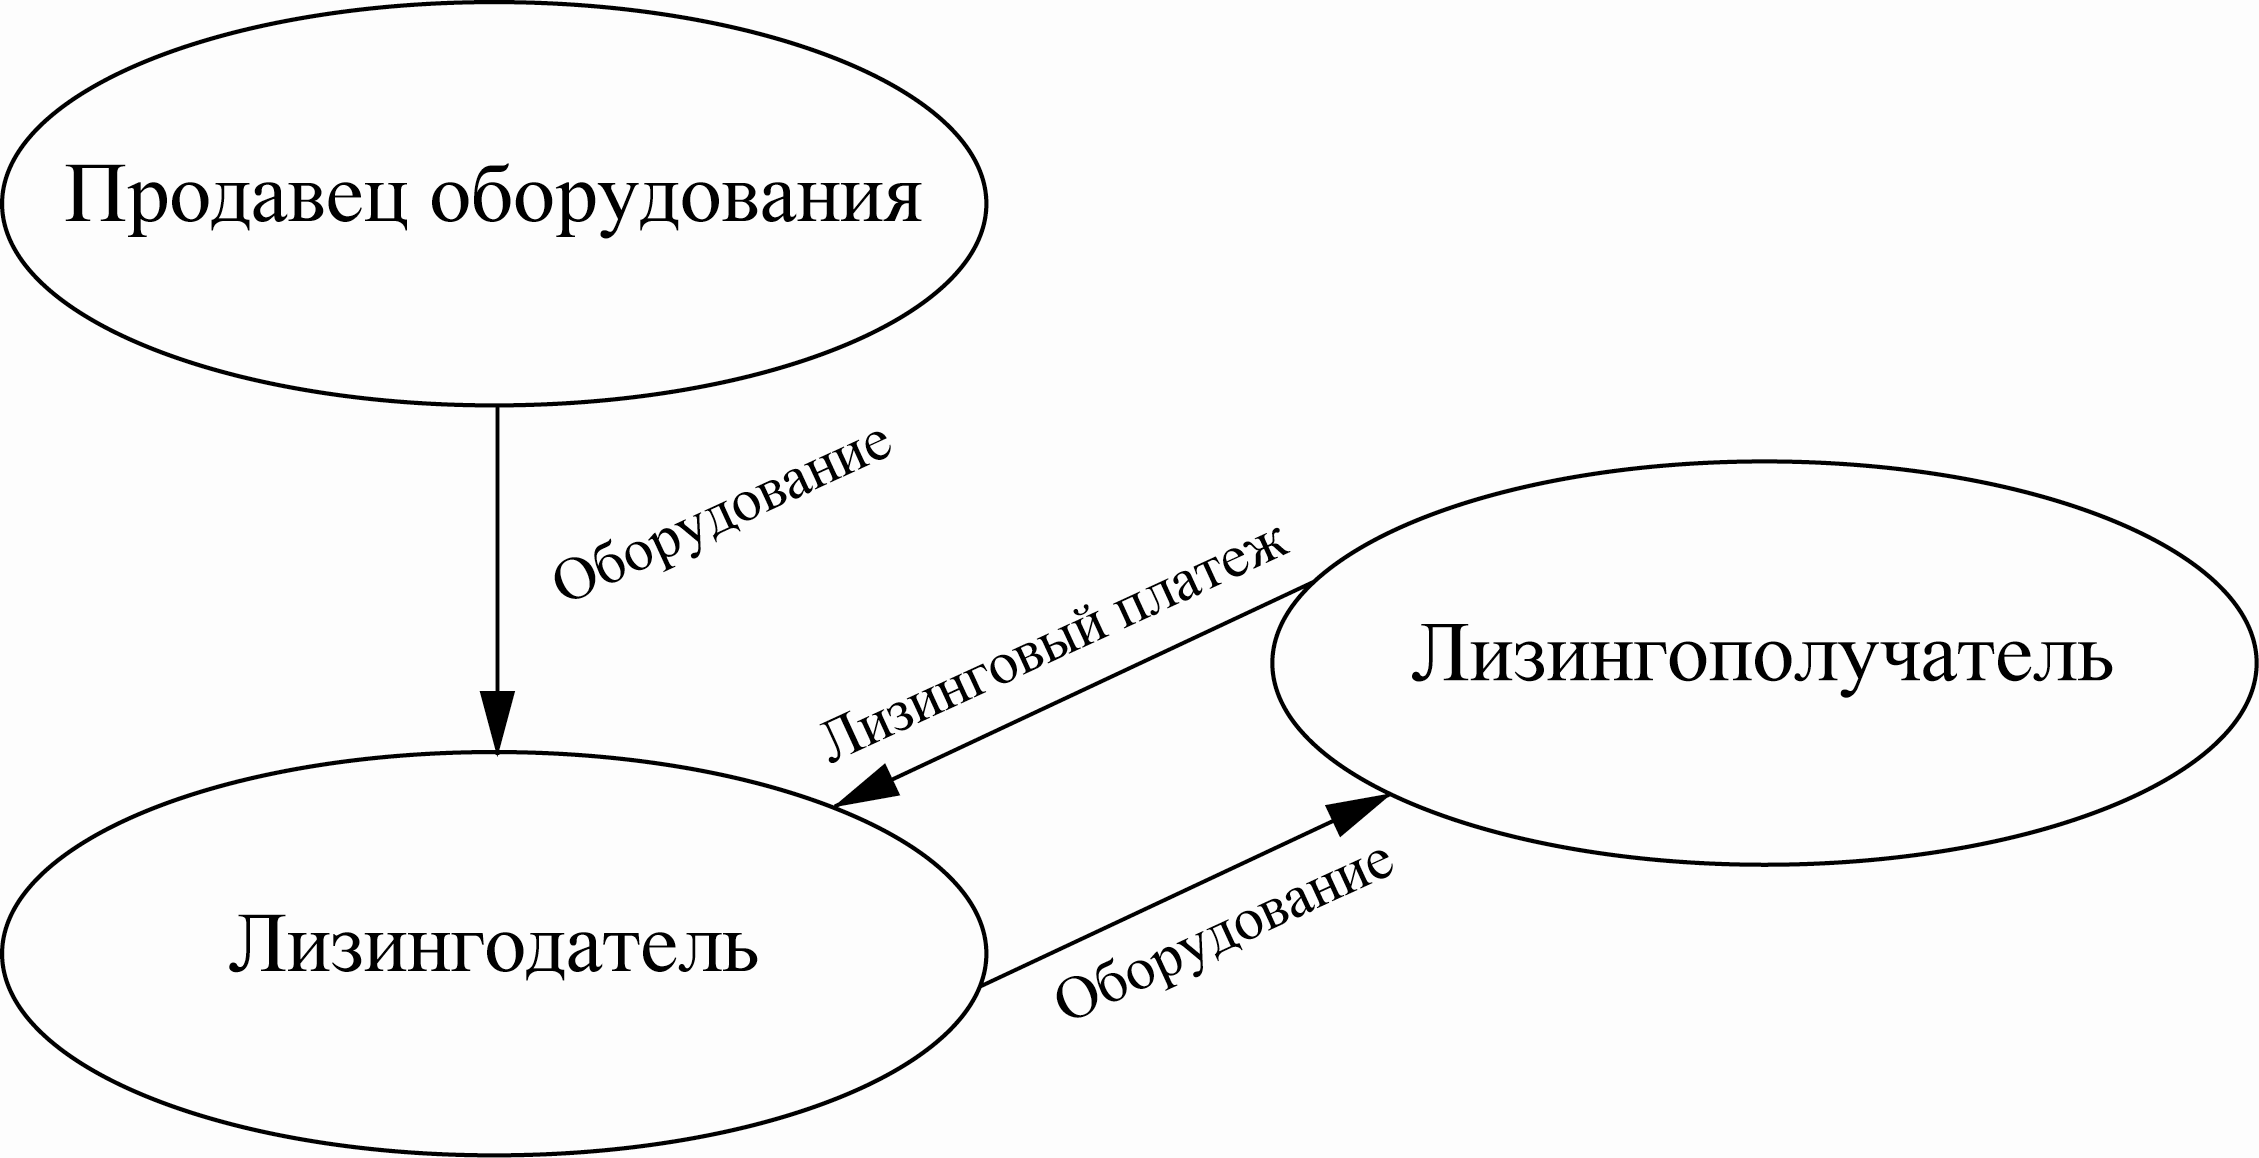 Продавец оборудования
Оборудование
Лизинговый платеж
Лизингополучатель
Оборудование
Лизингодатель